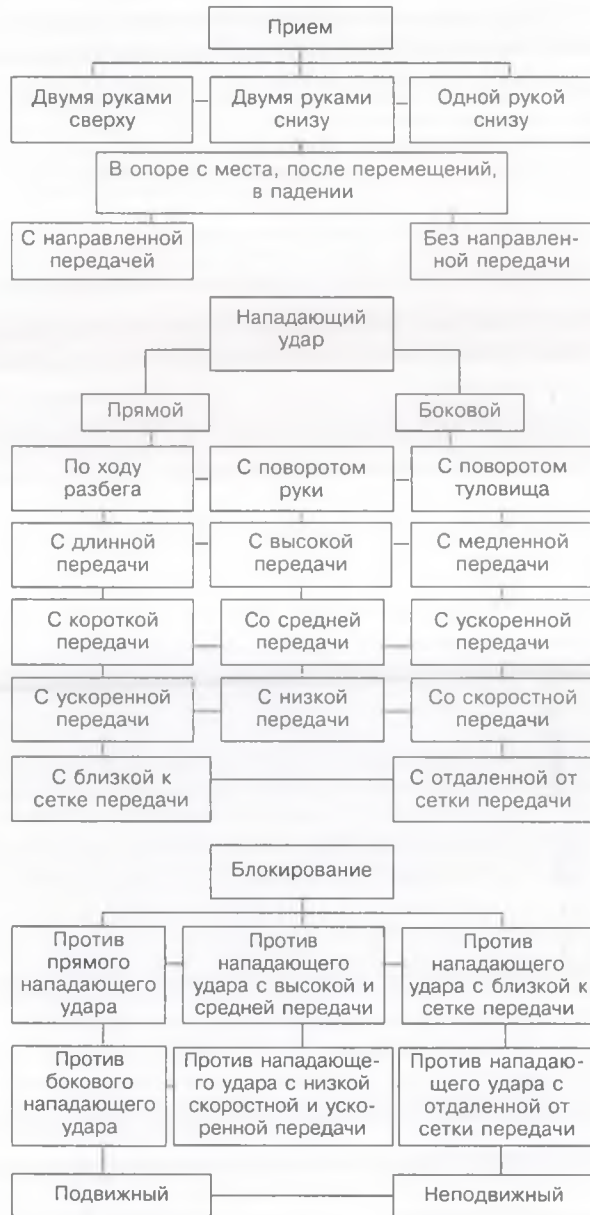 Прием
Двумя руками
сверху
Двумя руками
снизу
Одной рукой
снизу
В опоре с места, после перемещений,
в падении
С направленной
передачей
Без направлен-
ной передачи
Нападающий
удар
Прямой
Боковой
По ходу
разбега
С поворотом
руки
С поворотом
туловища
С длинной
передачи
С высокой
передачи
С медленной
передачи
С короткой
передачи
Со средней
передачи
С ускоренной
передачи
С ускоренной
передачи
С низкой
передачи
Со скоростной
передачи
С близкой к
сетке передачи
С отдаленной от
сетки передачи
Блокирование
Против
прямого
нападающего
удара
Против
нападающего
удара с высокой и
средней передачи
Против
нападающего
удара с близкой к
сетке передачи
Против
бокового
нападающего
удара
Против нападающе-
го удара с низкой
скоростной и уско-
ренной передачи
Против нападаю-
щего удара с
отдаленной от
сетки передачи
Подвижный
Неподвижный